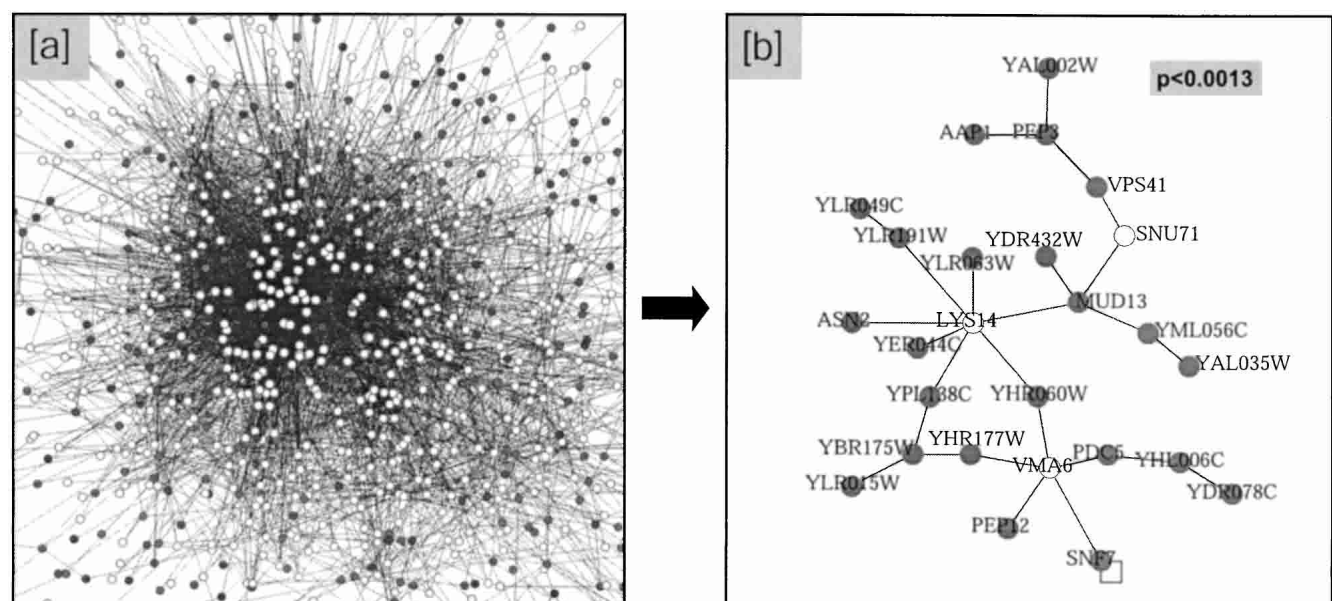 [a]
[b]
YAL002W
p<0.0013
AAP1
PEP3
VPS41
YLR049C
YLR191W
YDR432W
SNU71
YLR063W
MUD13
ASN2
LYS14
YML056C
YER044C
YAL035W
YPL138C
YHR060W
YBR175W
YHR177W
VMA6
PDC5
YHL006C
YLR015W
YDR078C
PEP12
SNF7